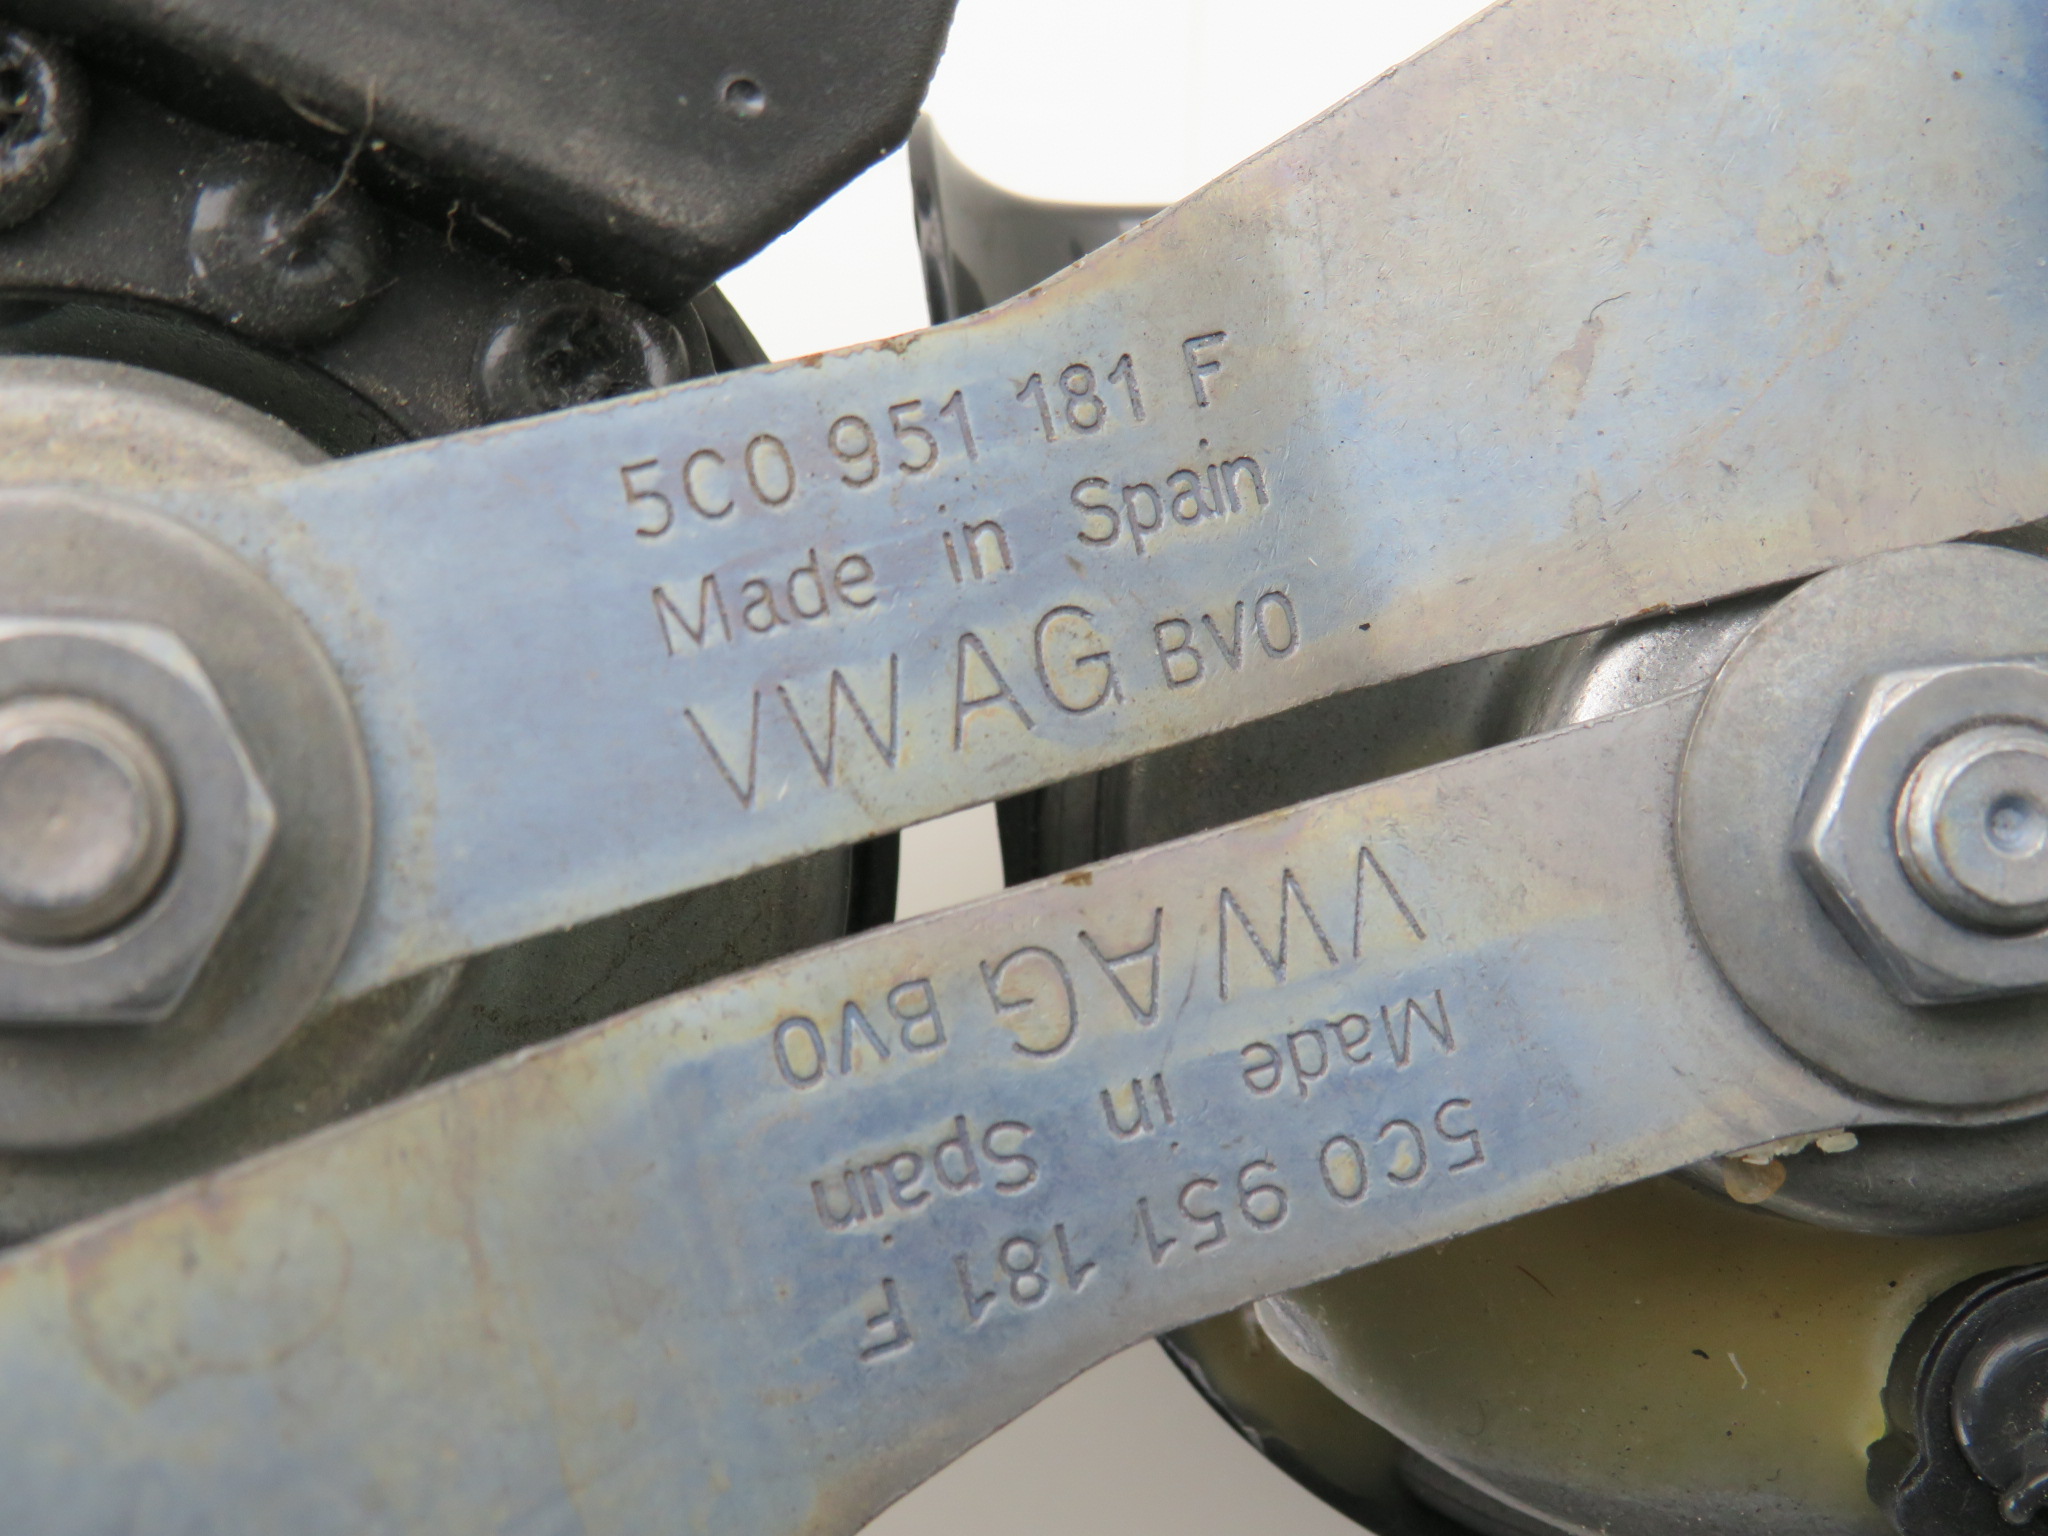 5C0 951 181 F
Made in Spain
VW AG BVO
5C0 951 181 F
Made in Spain
VW AG BVO